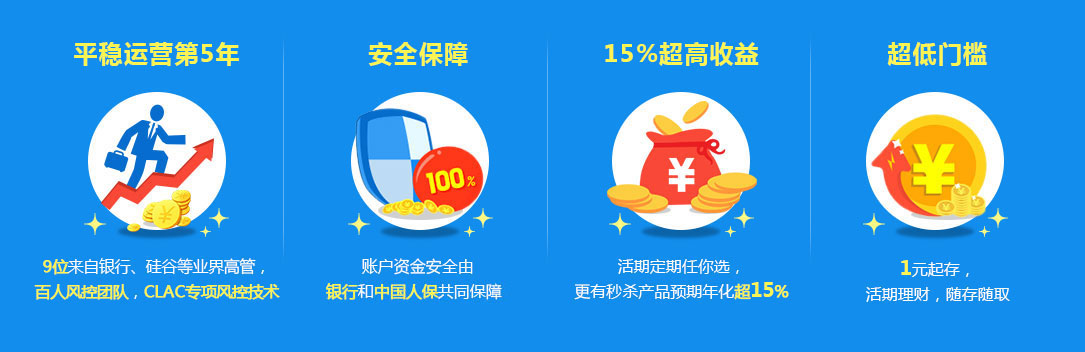 平稳运营第5年
9位来自银行、硅谷等业界高管，
百人风控团队，CLAC专项风控技术
安全保障
100%
账户资金安全由
银行和中国人保共同保障
15%超高收益
¥
活期定期任你选，
更有秒杀产品预期年化超15%
超低门槛
¥
1元起存，
活期理财，随存随取